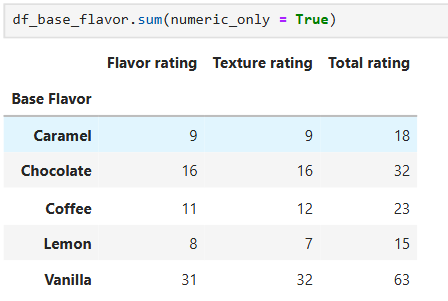 df_base_flavor.sum(numeric_only = True)
Flavor rating Texture rating Total rating
Base Flavor
Caramel 9 9 18
Chocolate 16 16 32
Coffee 11 12 23
Lemon 8 7 15
Vanilla 31 32 63